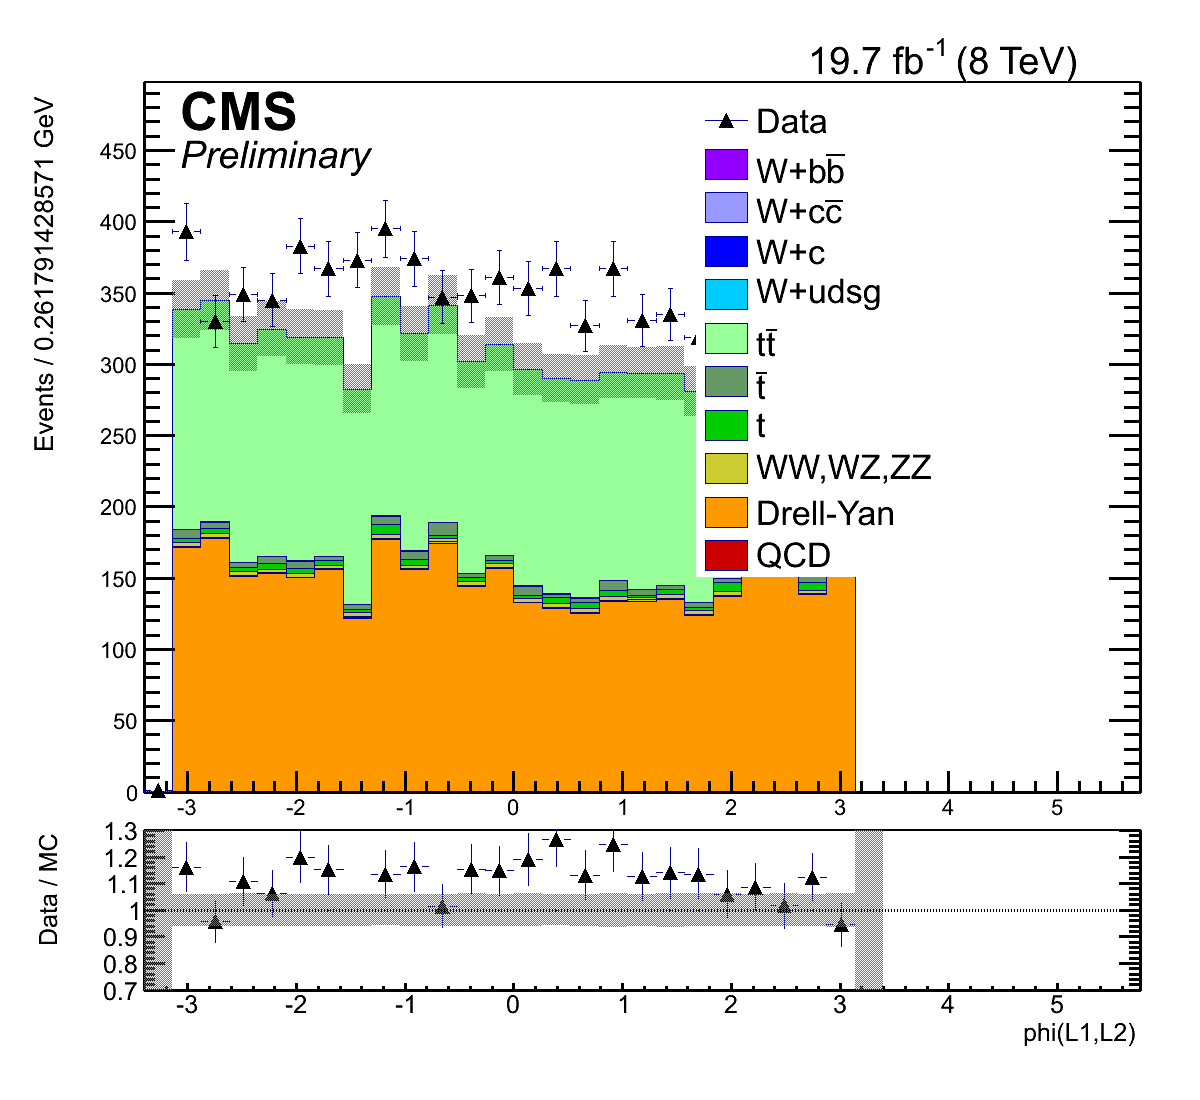 19.7 fb⁻¹ (8 TeV)
CMS
Preliminary
Events / 0.261791428571 GeV
450
400
350
300
250
200
150
100
50
0
Data
W+bb̅
W+cc̅
W+c
W+udsg
tt̅
t̅
t
WW,WZ,ZZ
Drell-Yan
QCD
-3 -2 -1 0 1 2 3 4 5
Data / MC
1.3
1.2
1.1
1
0.9
0.8
0.7
-3 -2 -1 0 1 2 3 4 5
phi(L1,L2)